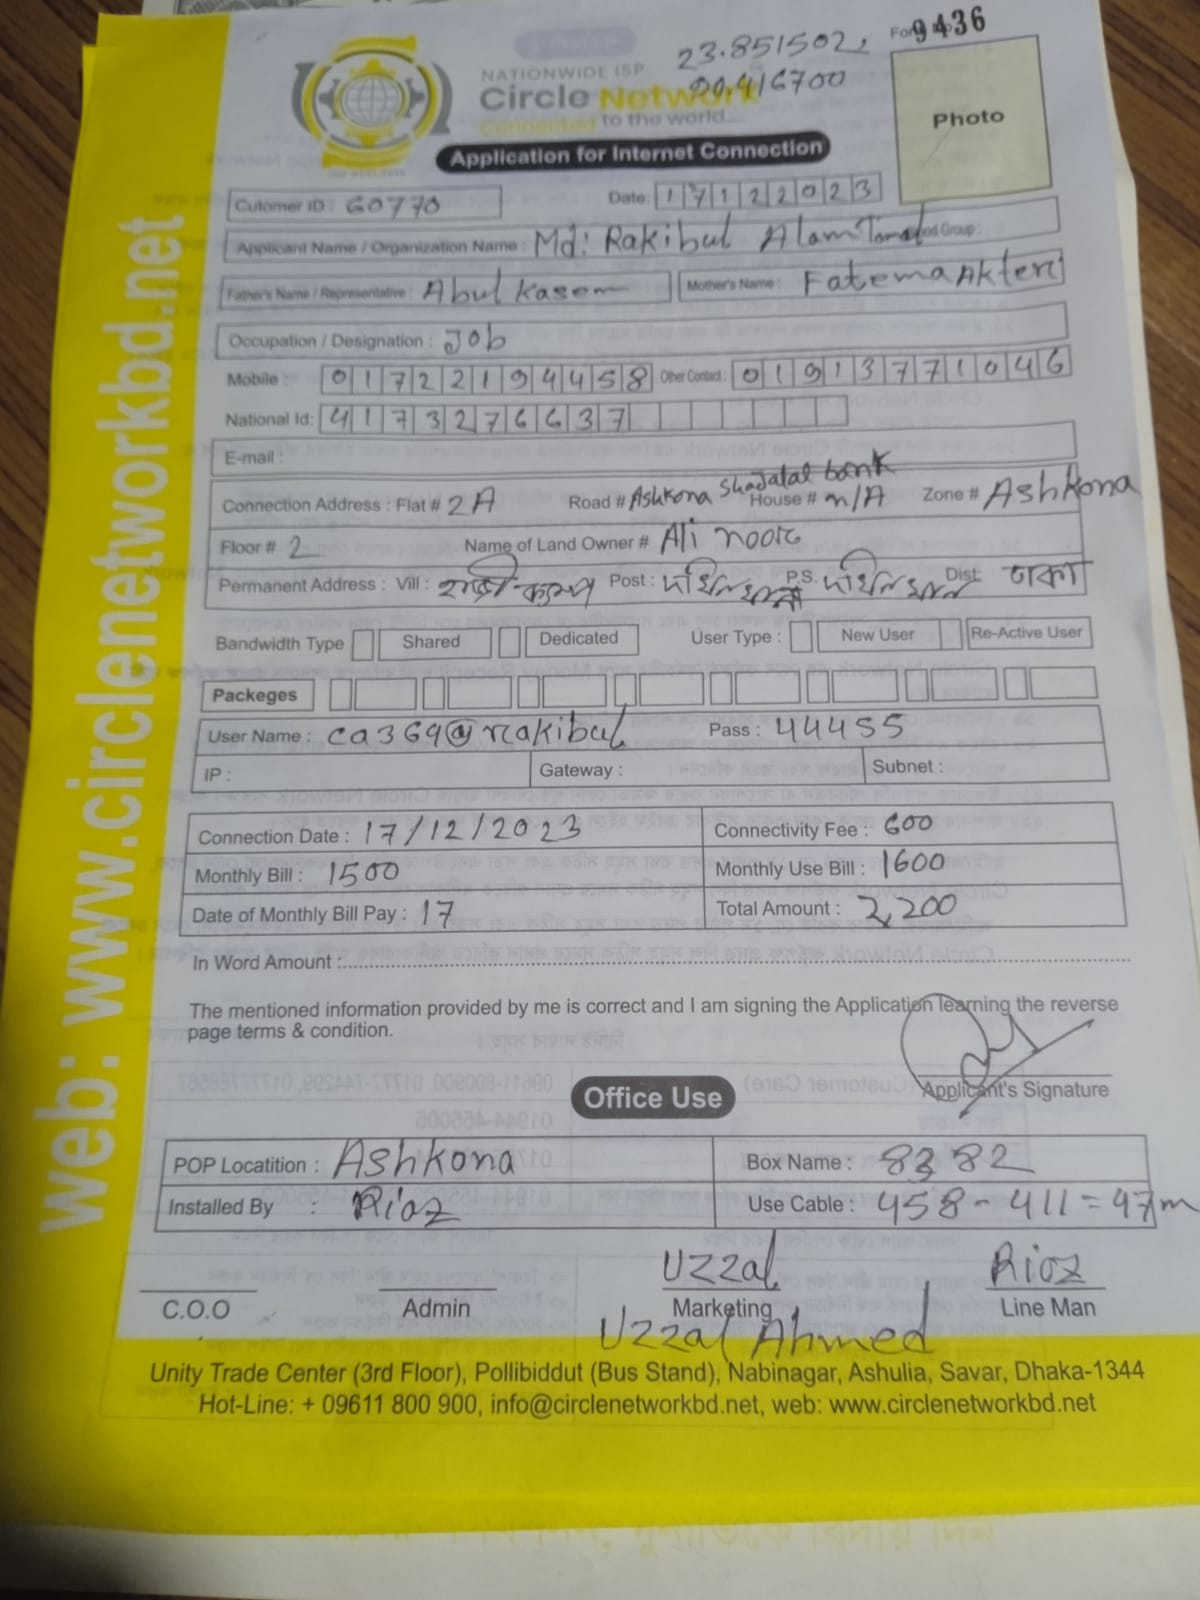 Form 9436
23.851502,
90.416700
NATIONWIDE ISP
Circle Network
Connected to the world....
Application for Internet Connection
Photo
Cutomer ID : 60770
Date: 17122023
Applicant Name / Organization Name : Md: Rakibul Alam
Father's Name / Representative : Abul Kasem
Mother's Name : Fatema Akter
Occupation / Designation : Job
Mobile : 01722194458 Other Contact : 01913771046
National Id: 4173276637
E-mail :
Connection Address : Flat # 2A Road # Ashkona Shajalal bank House # n/A Zone # Ashkona
Floor # 2 Name of Land Owner # Ali noor
Permanent Address : Vill : Post : P.S. Dist: ঢাকা
Bandwidth Type Shared Dedicated User Type : New User Re-Active User
Packeges
User Name : ca369@rakibul Pass : 44455
IP : Gateway : Subnet :
Connection Date : 17/12/2023 Connectivity Fee : 600
Monthly Bill : 1500 Monthly Use Bill : 1600
Date of Monthly Bill Pay : 17 Total Amount : 2,200
In Word Amount :
The mentioned information provided by me is correct and I am signing the Application learning the reverse
page terms & condition.
Applicant's Signature
Office Use
POP Locatition : Ashkona Box Name : 8382
Installed By : Riaz Use Cable : 458 - 411 = 47m
Uzzal Riaz
C.O.O Admin Marketing Line Man
Uzzal Ahmed
Unity Trade Center (3rd Floor), Pollibiddut (Bus Stand), Nabinagar, Ashulia, Savar, Dhaka-1344
Hot-Line: + 09611 800 900, info@circlenetworkbd.net, web: www.circlenetworkbd.net
web: www.circlenetworkbd.net